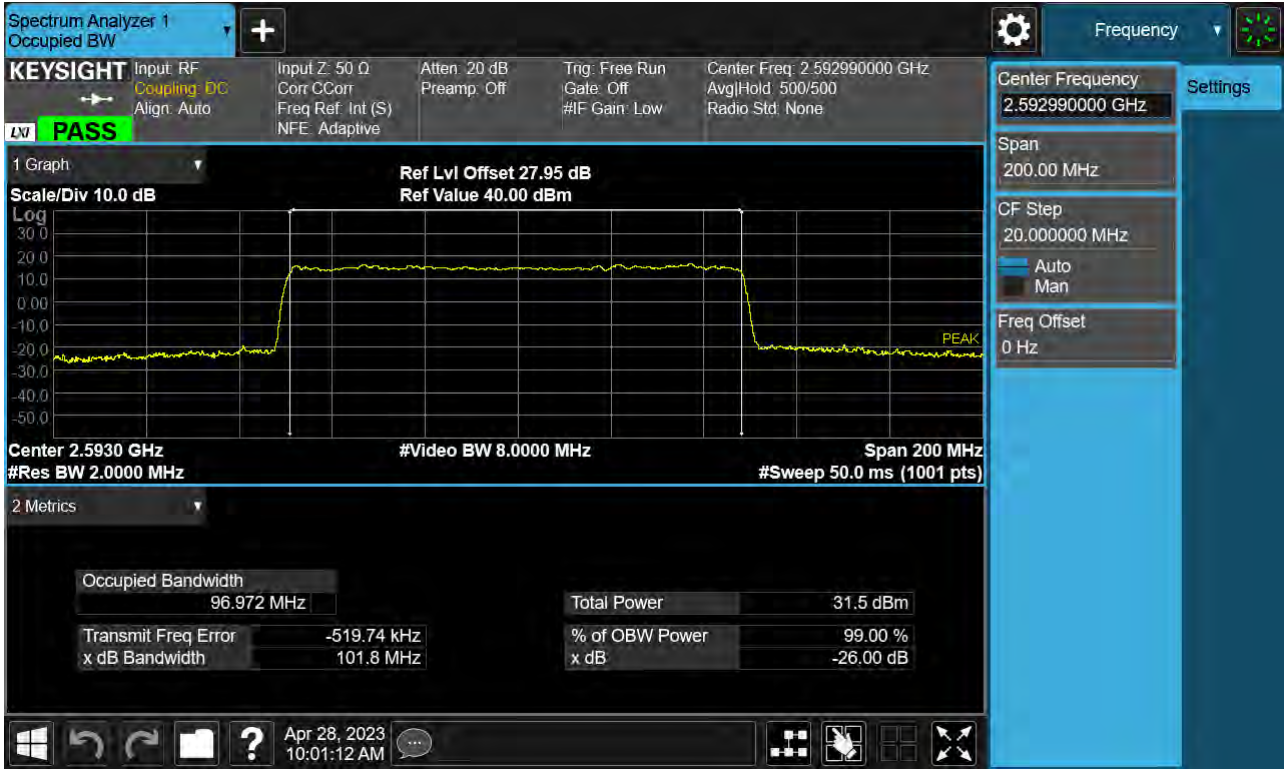 Spectrum Analyzer 1
Occupied BW
+
Frequency
KEYSIGHT
LXI
PASS
Input: RF
Coupling: DC
Align: Auto
Input Z: 50 Ω
Corr CCorr
Freq Ref: Int (S)
NFE: Adaptive
Atten: 20 dB
Preamp: Off
Trig: Free Run
Gate: Off
#IF Gain: Low
Center Freq: 2.592990000 GHz
Avg|Hold: 500/500
Radio Std: None
Center Frequency
2.592990000 GHz
Settings
Span
200.00 MHz
CF Step
20.000000 MHz
Auto
Man
Freq Offset
0 Hz
1 Graph
Scale/Div 10.0 dB
Ref Lvl Offset 27.95 dB
Ref Value 40.00 dBm
Log
30.0
20.0
10.0
0.00
-10.0
-20.0
-30.0
-40.0
-50.0
PEAK
Center 2.5930 GHz
#Video BW 8.0000 MHz
Span 200 MHz
#Res BW 2.0000 MHz
#Sweep 50.0 ms (1001 pts)
2 Metrics
Occupied Bandwidth
96.972 MHz
Total Power 31.5 dBm
Transmit Freq Error -519.74 kHz
% of OBW Power 99.00 %
x dB Bandwidth 101.8 MHz
x dB -26.00 dB
?
Apr 28, 2023
10:01:12 AM